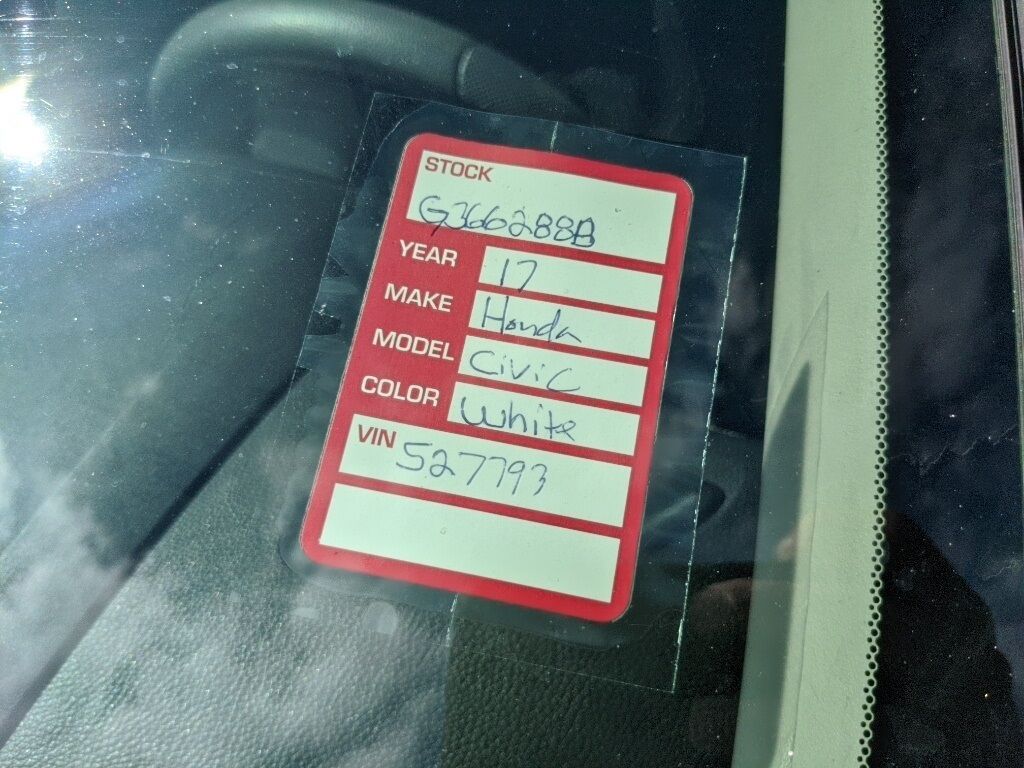 STOCK
G366288B
YEAR 17
MAKE Honda
MODEL Civic
COLOR White
VIN 527793